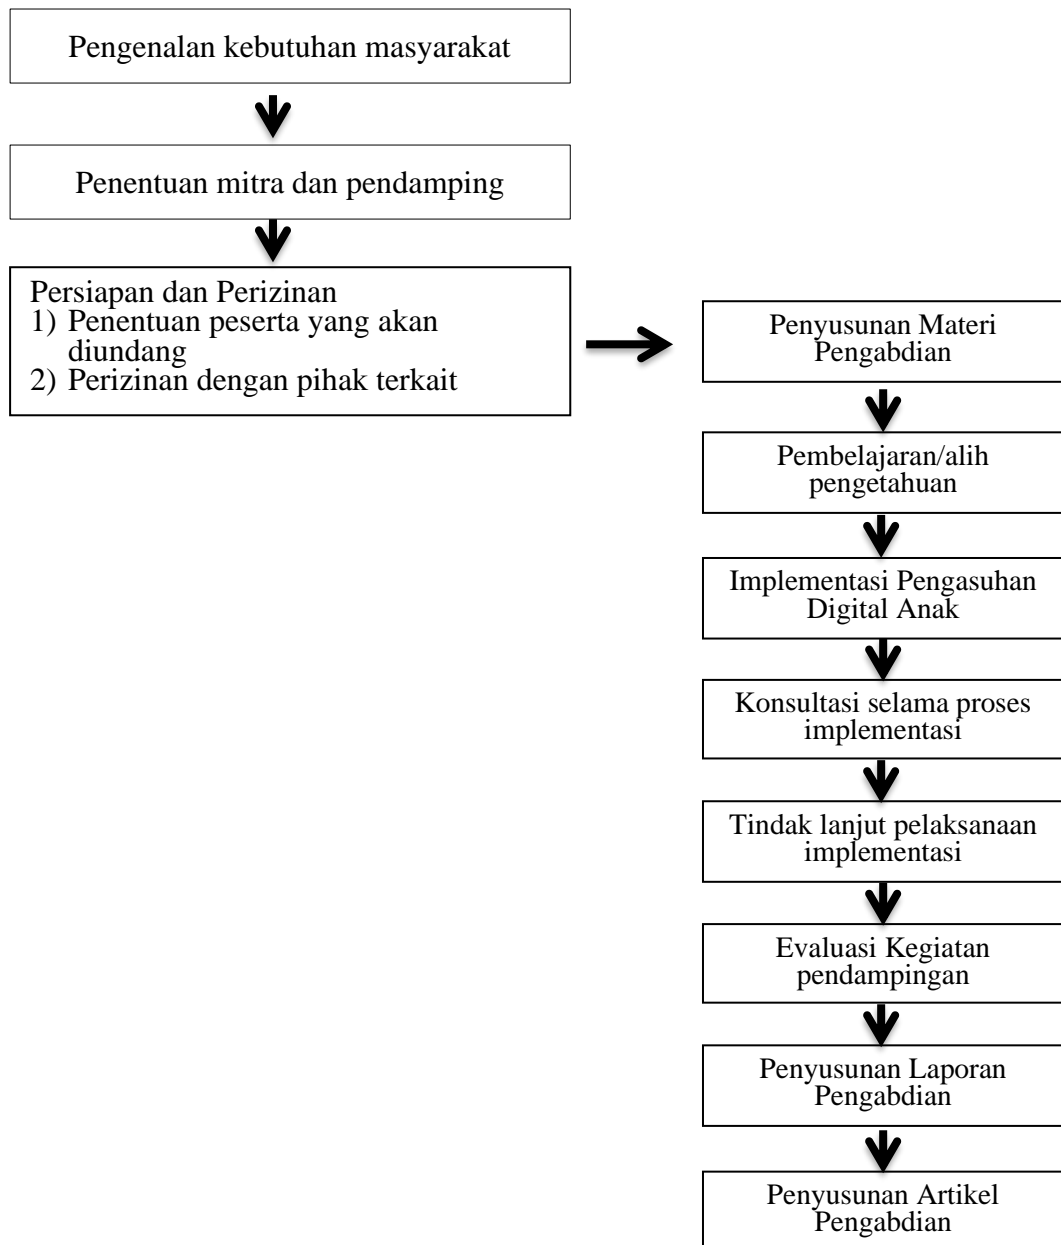 Pengenalan kebutuhan masyarakat
Penentuan mitra dan pendamping
Persiapan dan Perizinan
1) Penentuan peserta yang akan
diundang
2) Perizinan dengan pihak terkait
Penyusunan Materi
Pengabdian
Pembelajaran/alih
pengetahuan
Implementasi Pengasuhan
Digital Anak
Konsultasi selama proses
implementasi
Tindak lanjut pelaksanaan
implementasi
Evaluasi Kegiatan
pendampingan
Penyusunan Laporan
Pengabdian
Penyusunan Artikel
Pengabdian